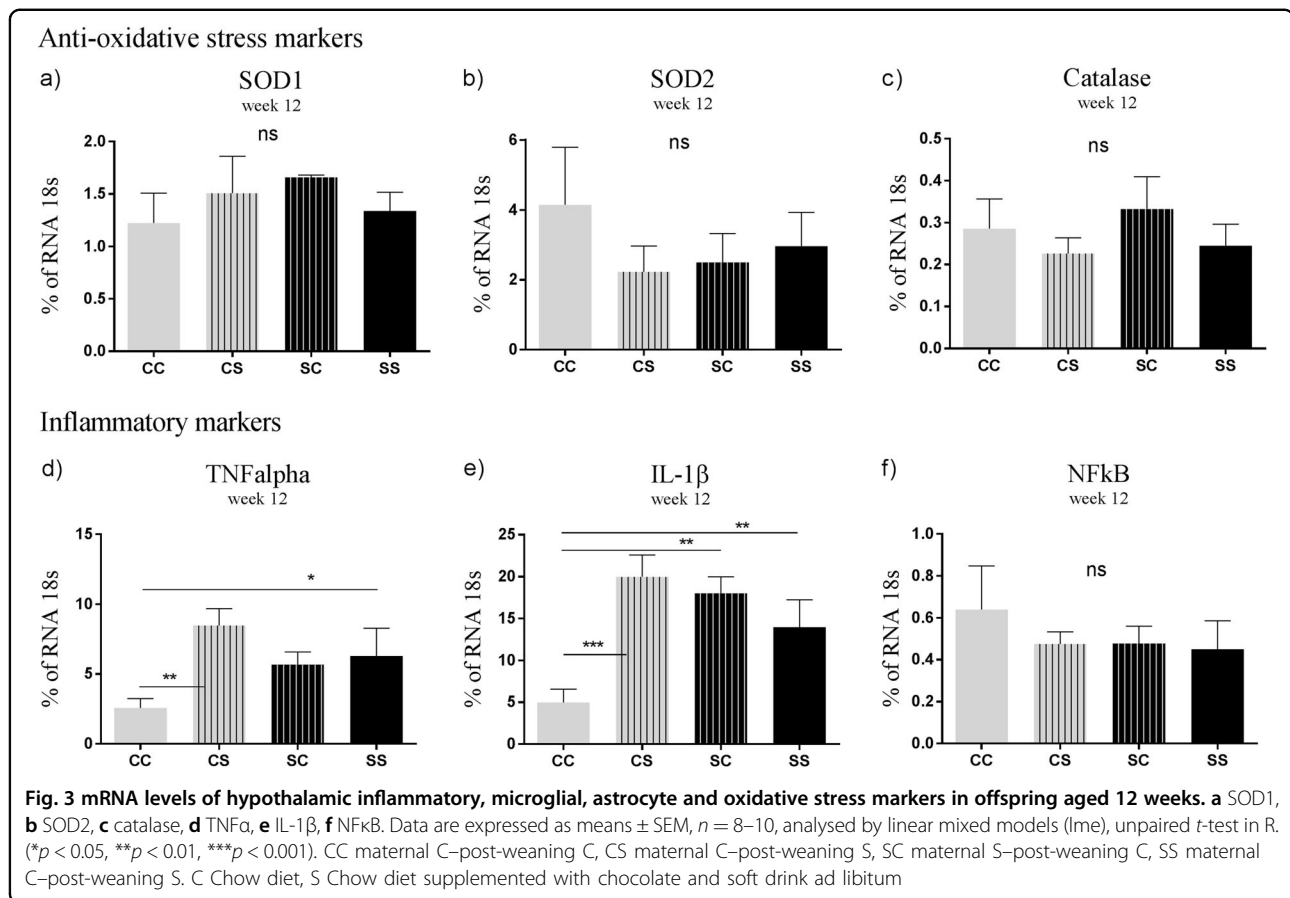 Anti-oxidative stress markers
a)
SOD1
week 12
ns
% of RNA 18s
2.0
1.5
1.0
0.5
0.0
CC CS SC SS
b)
SOD2
week 12
ns
% of RNA 18s
6
4
2
0
CC CS SC SS
c)
Catalase
week 12
ns
% of RNA 18s
0.5
0.4
0.3
0.2
0.1
0.0
CC CS SC SS
Inflammatory markers
d)
TNFalpha
week 12
% of RNA 18s
15
10
5
0
*
**
CC CS SC SS
e)
IL-1β
week 12
% of RNA 18s
25
20
15
10
5
0
**
**
***
CC CS SC SS
f)
NFkB
week 12
ns
% of RNA 18s
1.0
0.8
0.6
0.4
0.2
0.0
CC CS SC SS
Fig. 3 mRNA levels of hypothalamic inflammatory, microglial, astrocyte and oxidative stress markers in offspring aged 12 weeks. a SOD1,
b SOD2, c catalase, d TNFα, e IL-1β, f NFκB. Data are expressed as means ± SEM, n = 8–10, analysed by linear mixed models (lme), unpaired t-test in R.
(*p < 0.05, **p < 0.01, ***p < 0.001). CC maternal C–post-weaning C, CS maternal C–post-weaning S, SC maternal S–post-weaning C, SS maternal
C–post-weaning S. C Chow diet, S Chow diet supplemented with chocolate and soft drink ad libitum